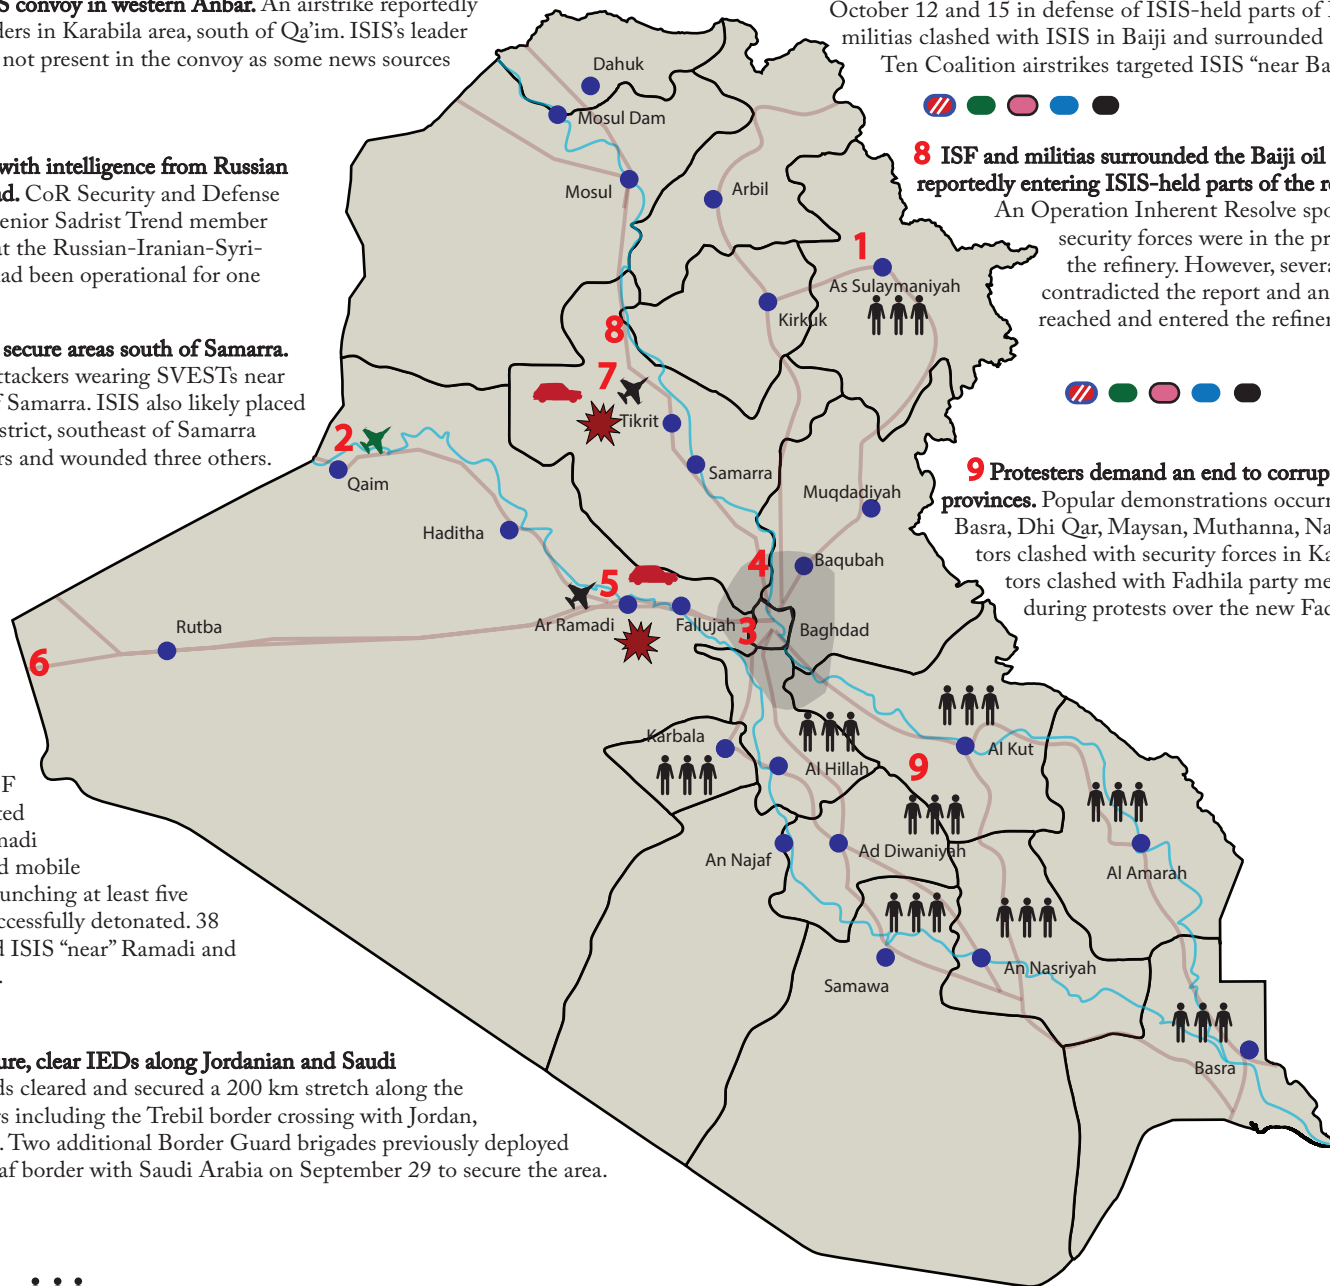 S convoy in western Anbar. An airstrike reportedly
ders in Karabila area, south of Qa’im. ISIS’s leader
not present in the convoy as some news sources
with intelligence from Russian
ad. CoR Security and Defense
enior Sadrist Trend member
at the Russian-Iranian-Syri-
had been operational for one
secure areas south of Samarra.
ttackers wearing SVESTs near
f Samarra. ISIS also likely placed
strict, southeast of Samarra
rs and wounded three others.
F
ted
madi
d mobile
unching at least five
ccessfully detonated. 38
d ISIS “near” Ramadi and
.
ure, clear IEDs along Jordanian and Saudi
ds cleared and secured a 200 km stretch along the
rs including the Trebil border crossing with Jordan,
. Two additional Border Guard brigades previously deployed
af border with Saudi Arabia on September 29 to secure the area.
October 12 and 15 in defense of ISIS-held parts of
militias clashed with ISIS in Baiji and surrounded
Ten Coalition airstrikes targeted ISIS “near Ba
8 ISF and militias surrounded the Baiji oil
reportedly entering ISIS-held parts of the re
An Operation Inherent Resolve spo
security forces were in the pr
the refinery. However, severa
contradicted the report and an
reached and entered the refiner
9 Protesters demand an end to corrup
provinces. Popular demonstrations occurr
Basra, Dhi Qar, Maysan, Muthanna, Na
tors clashed with security forces in Ka
tors clashed with Fadhila party me
during protests over the new Fad
Dahuk
Mosul Dam
Mosul
Arbil
1
As Sulaymaniyah
Kirkuk
8
7
Tikrit
2
Qaim
Samarra
Muqdadiyah
Haditha
4
Baqubah
5
Ar Ramadi
Fallujah
3
Baghdad
Rutba
6
Karbala
Al Hillah
9
Al Kut
An Najaf
Ad Diwaniyah
Al Amarah
Samawa
An Nasriyah
Basra